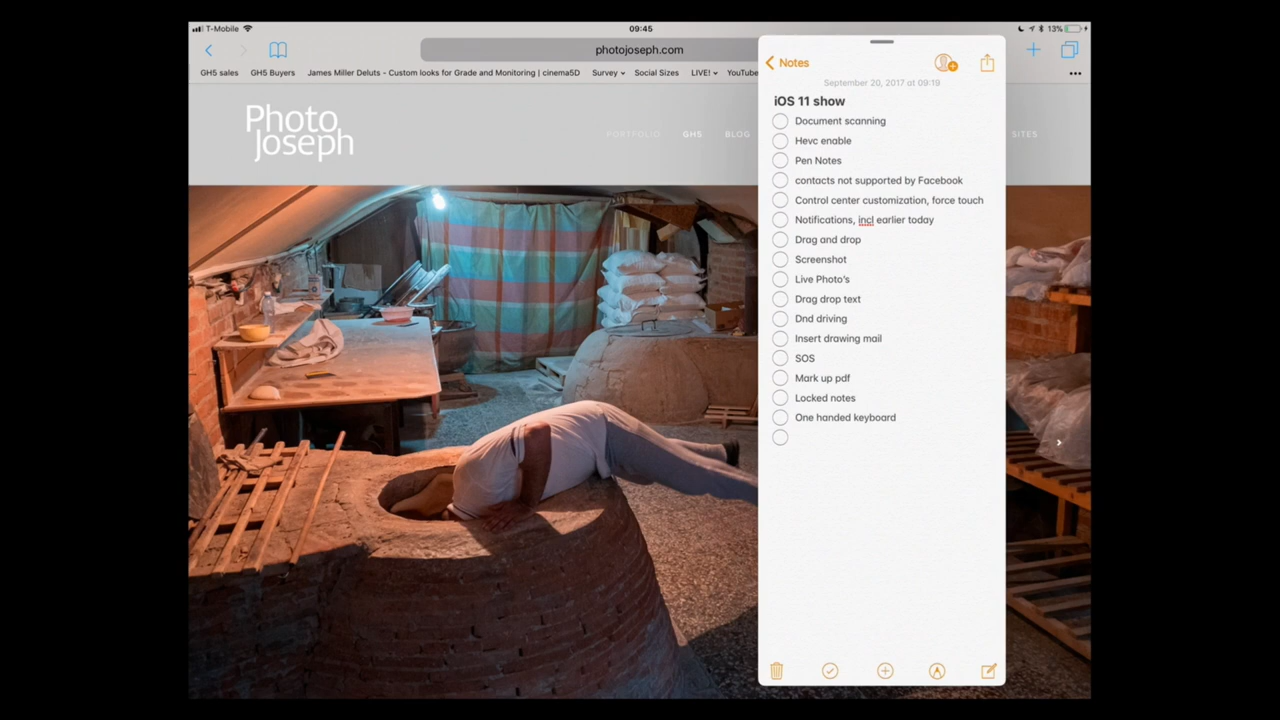 T-Mobile
09:45
13%
photojoseph.com
GH5 sales
GH5 Buyers
James Miller Deluts - Custom looks for Grade and Monitoring | cinema5D
Survey
Social Sizes
LIVE!
YouTube
Photo
Joseph
PORTFOLIO
GH5
BLOG
SITES
Notes
September 20, 2017 at 09:19
iOS 11 show
Document scanning
Hevc enable
Pen Notes
contacts not supported by Facebook
Control center customization, force touch
Notifications, incl earlier today
Drag and drop
Screenshot
Live Photo's
Drag drop text
Dnd driving
Insert drawing mail
SOS
Mark up pdf
Locked notes
One handed keyboard